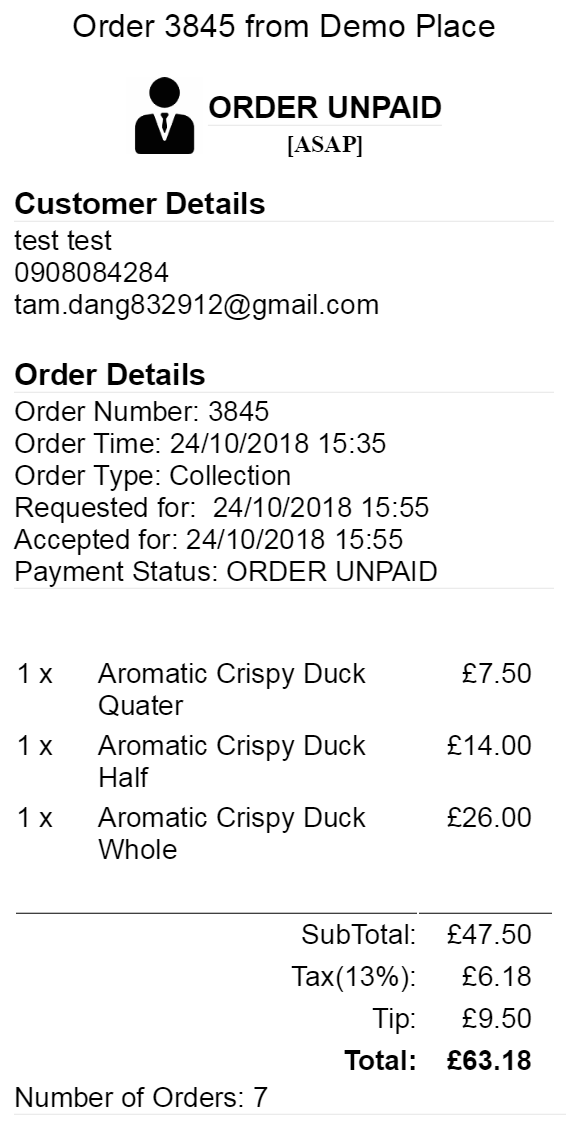 Order 3845 from Demo Place
ORDER UNPAID
[ASAP]
Customer Details
test test
0908084284
tam.dang832912@gmail.com
Order Details
Order Number: 3845
Order Time: 24/10/2018 15:35
Order Type: Collection
Requested for: 24/10/2018 15:55
Accepted for: 24/10/2018 15:55
Payment Status: ORDER UNPAID
1 x Aromatic Crispy Duck £7.50
Quater
1 x Aromatic Crispy Duck £14.00
Half
1 x Aromatic Crispy Duck £26.00
Whole
SubTotal: £47.50
Tax(13%): £6.18
Tip: £9.50
Total: £63.18
Number of Orders: 7